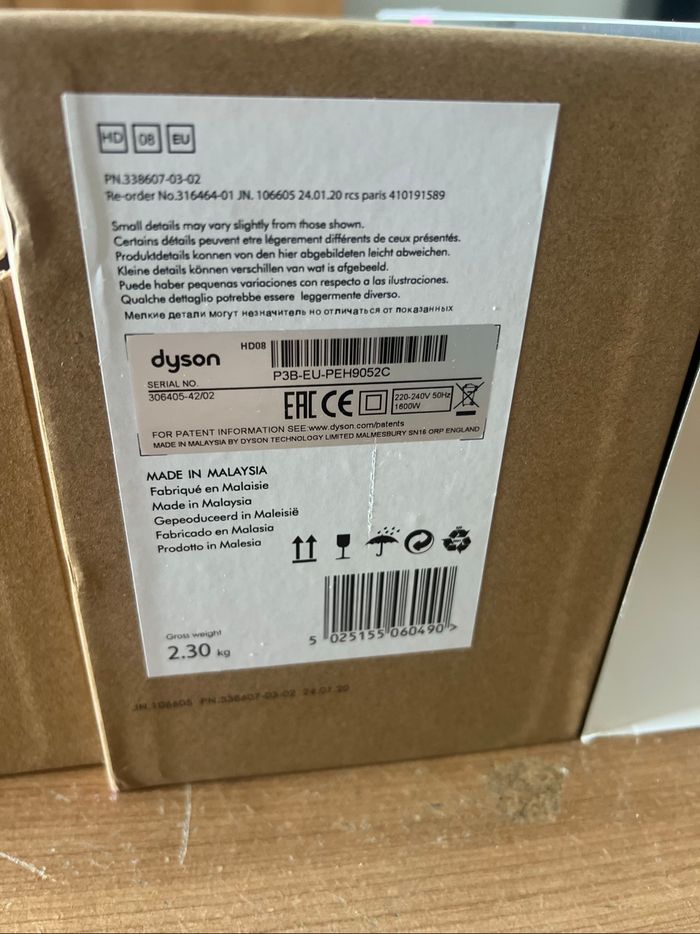 HD 08 EU
PN.338607-03-02
Re-order No.316464-01 JN. 106605 24.01.20 rcs paris 410191589
Small details may vary slightly from those shown.
Certains détails peuvent etre légerement différents de ceux présentés.
Produktdetails konnen von den hier abgebildeten leicht abweichen.
Kleine details können verschillen van wat is afgebeeld.
Puede haber pequenas variaciones con respecto a las ilustraciones.
Qualche dettaglio potrebbe essere leggermente diverso.
Мелкие детали могут незначитель но отличаться от показанных
dyson HD08
P3B-EU-PEH9052C
SERIAL NO.
306405-42/02
EAC CE
220-240V 50Hz
1600W
FOR PATENT INFORMATION SEE:www.dyson.com/patents
MADE IN MALAYSIA BY DYSON TECHNOLOGY LIMITED MALMESBURY SN16 ORP ENGLAND
MADE IN MALAYSIA
Fabriqué en Malaisie
Made in Malaysia
Gepeoduceerd in Maleisië
Fabricado en Malasia
Prodotto in Malesia
5 025155 060490 >
Gross weight
2.30 kg
JN.106605 PN.338607-03-02 24.01.20